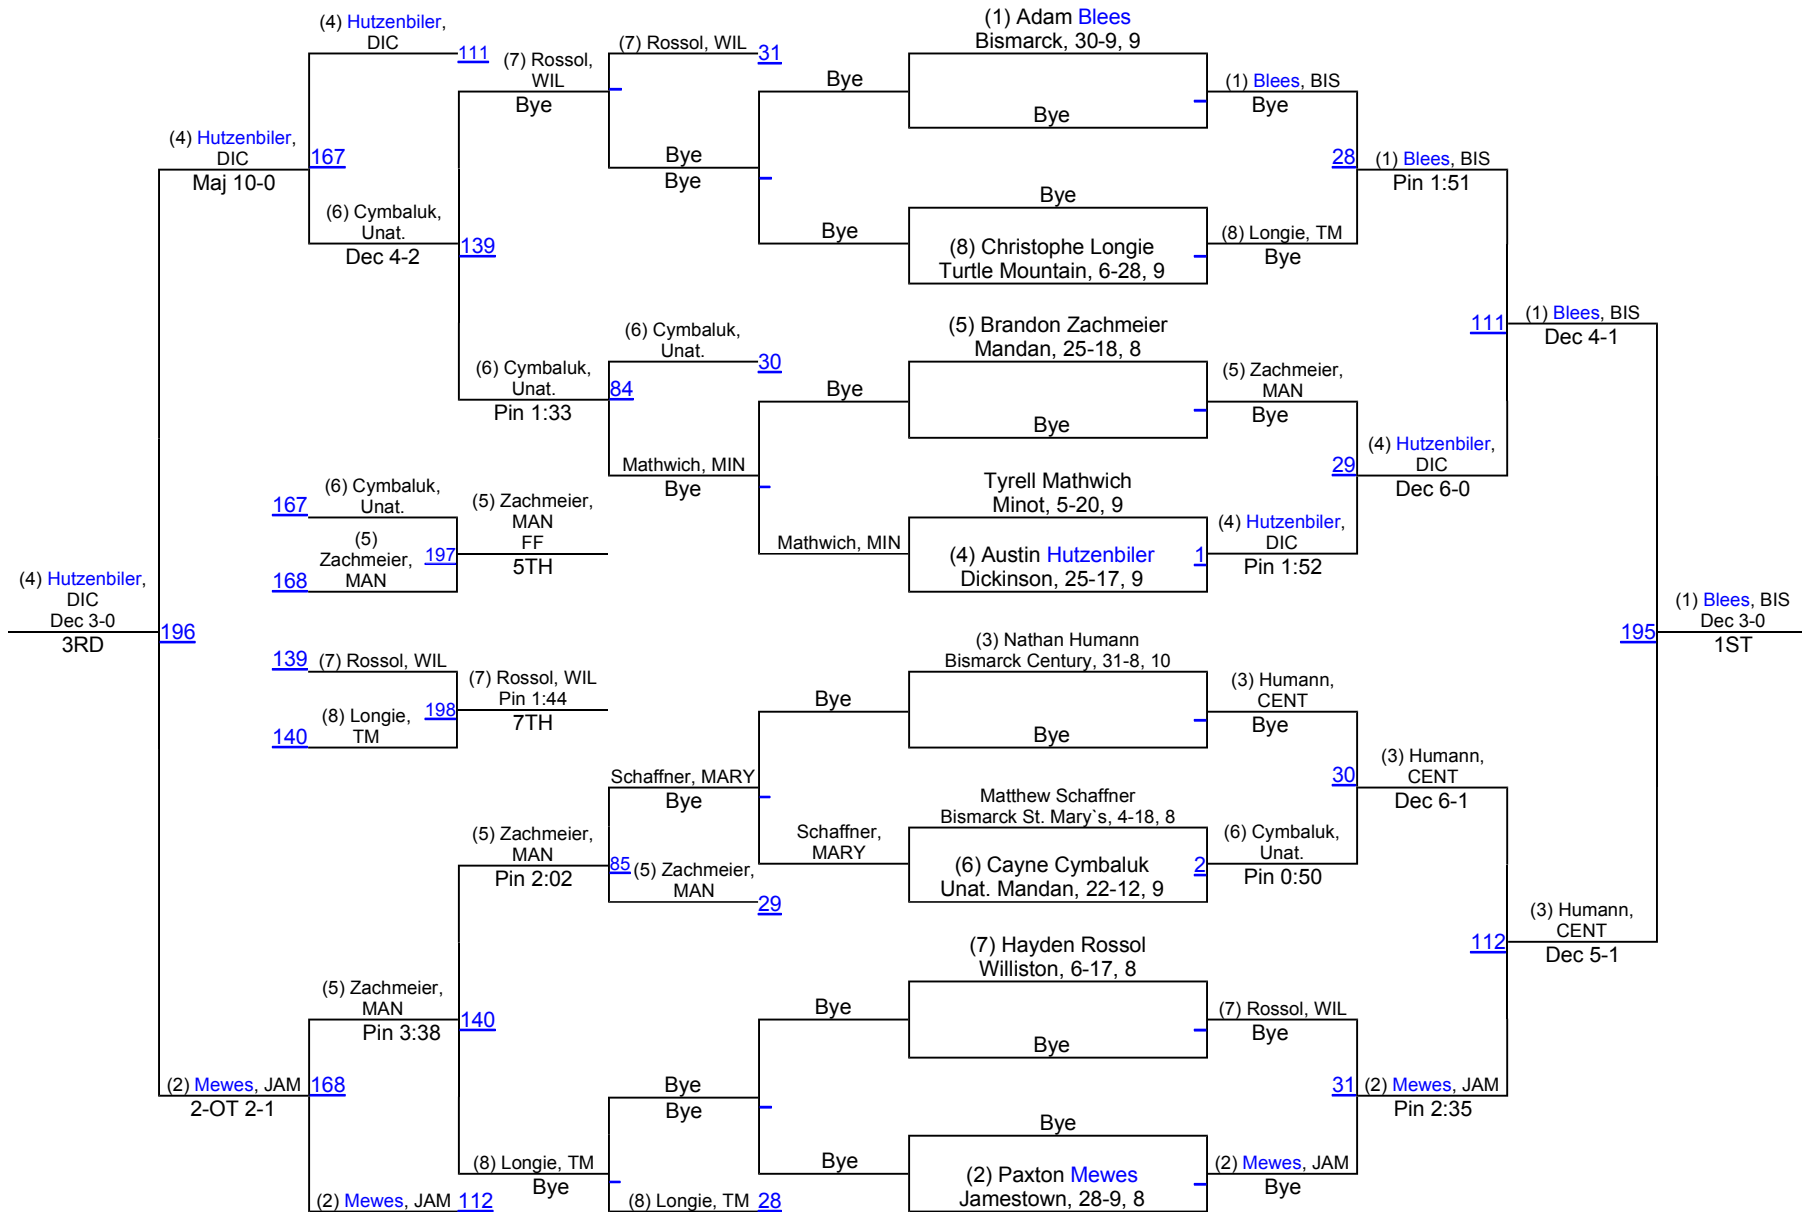 (4) Hutzenbiler,
DIC
111
(7) Rossol,
WIL
Bye
(7) Rossol, WIL
31
(1) Adam Blees
Bismarck, 30-9, 9
Bye
Bye
(1) Blees, BIS
Bye
(4) Hutzenbiler,
DIC
Maj 10-0
167
Bye
Bye
28
(1) Blees, BIS
Pin 1:51
(6) Cymbaluk,
Unat.
Dec 4-2
139
Bye
Bye
(8) Christophe Longie
Turtle Mountain, 6-28, 9
(8) Longie, TM
Bye
(6) Cymbaluk,
Unat.
30
(5) Brandon Zachmeier
Mandan, 25-18, 8
111
(1) Blees, BIS
Dec 4-1
(6) Cymbaluk,
Unat.
Pin 1:33
84
Bye
Bye
(5) Zachmeier,
MAN
Bye
Mathwich, MIN
Bye
29
(4) Hutzenbiler,
DIC
Dec 6-0
Tyrell Mathwich
Minot, 5-20, 9
167
(6) Cymbaluk,
Unat.
(5) Zachmeier,
MAN
FF
5TH
197
168
(5)
Zachmeier,
MAN
Mathwich, MIN
(4) Austin Hutzenbiler
Dickinson, 25-17, 9
1
(4) Hutzenbiler,
DIC
Pin 1:52
(4) Hutzenbiler,
DIC
Dec 3-0
3RD
196
195
(1) Blees, BIS
Dec 3-0
1ST
139
(7) Rossol, WIL
(7) Rossol, WIL
Pin 1:44
7TH
198
140
(8) Longie,
TM
(3) Nathan Humann
Bismarck Century, 31-8, 10
Bye
Bye
(3) Humann,
CENT
Bye
Schaffner, MARY
Bye
30
(3) Humann,
CENT
Dec 6-1
Matthew Schaffner
Bismarck St. Mary`s, 4-18, 8
(5) Zachmeier,
MAN
Pin 2:02
85
(5) Zachmeier,
MAN
29
Schaffner,
MARY
(6) Cayne Cymbaluk
Unat. Mandan, 22-12, 9
2
(6) Cymbaluk,
Unat.
Pin 0:50
112
(3) Humann,
CENT
Dec 5-1
(7) Hayden Rossol
Williston, 6-17, 8
(5) Zachmeier,
MAN
Pin 3:38
140
Bye
Bye
(7) Rossol, WIL
Bye
(2) Mewes, JAM
2-OT 2-1
168
Bye
Bye
31
(2) Mewes, JAM
Pin 2:35
Bye
(8) Longie, TM
Bye
Bye
(2) Paxton Mewes
Jamestown, 28-9, 8
(2) Mewes, JAM
Bye
(2) Mewes, JAM
112
(8) Longie, TM
28